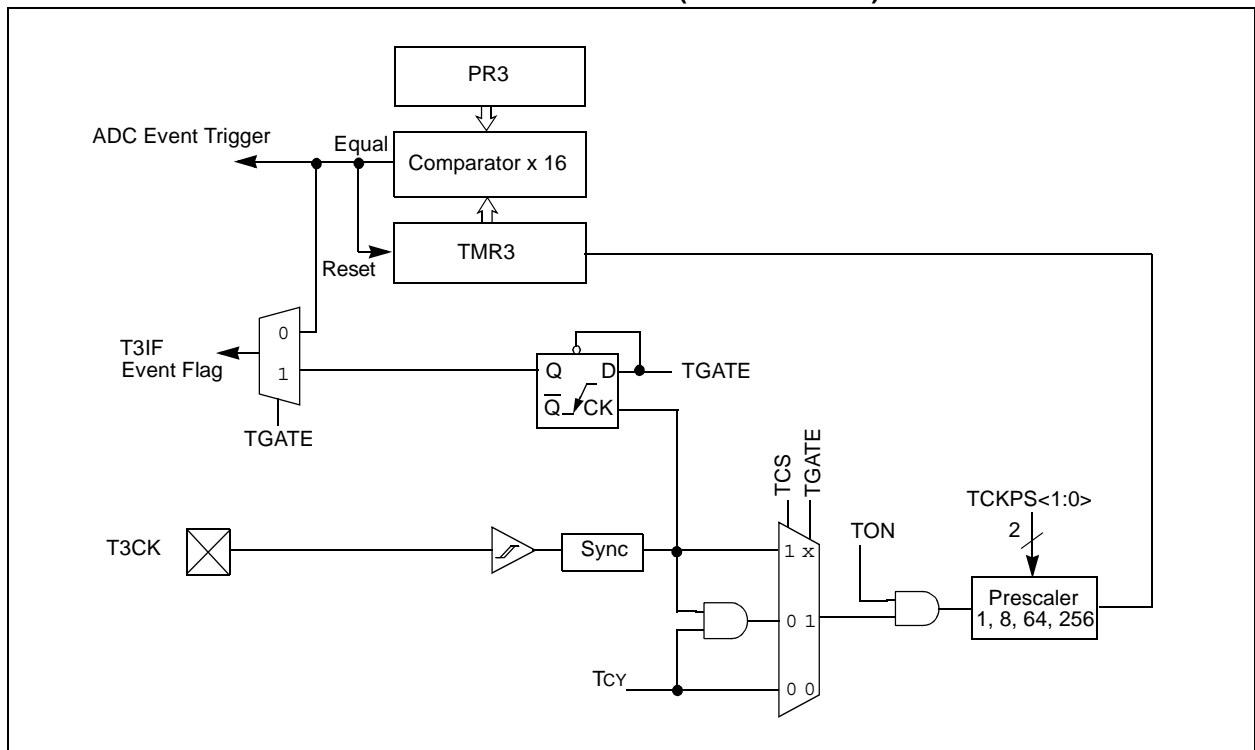 PR3
ADC Event Trigger
Equal
Comparator x 16
TMR3
Reset
0
T3IF
Event Flag
1
Q
D
TGATE
Q
CK
TGATE
TCS
TGATE
TCKPS<1:0>
2
T3CK
Sync
1 x
TON
Prescaler
1, 8, 64, 256
0 1
TCY
0 0